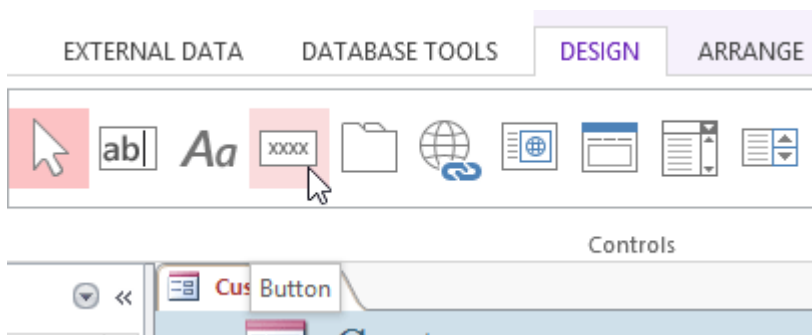 EXTERNAL DATA DATABASE TOOLS DESIGN ARRANGE
ab Aa xxxx
Controls
Cus Button